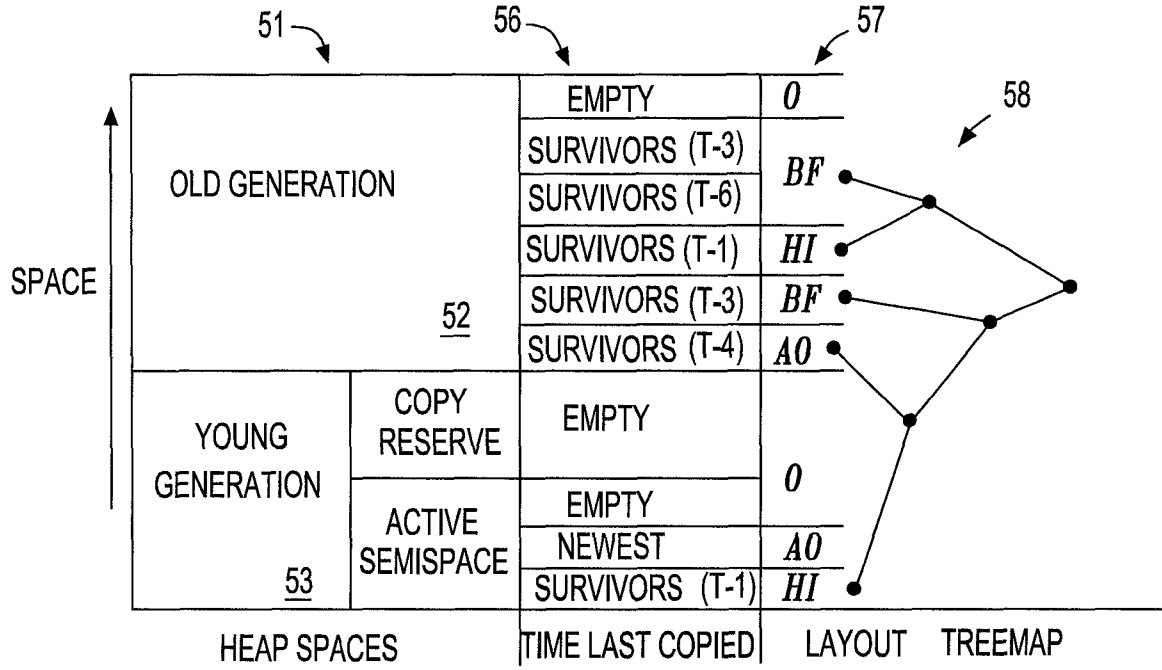 51
56
57
58
SPACE
OLD GENERATION
52
YOUNG
GENERATION
53
COPY
RESERVE
ACTIVE
SEMISPACE
EMPTY
SURVIVORS (T-3)
SURVIVORS (T-6)
SURVIVORS (T-1)
SURVIVORS (T-3)
SURVIVORS (T-4)
EMPTY
EMPTY
NEWEST
SURVIVORS (T-1)
O
BF
HI
BF
AO
O
AO
HI
HEAP SPACES
TIME LAST COPIED
LAYOUT TREEMAP